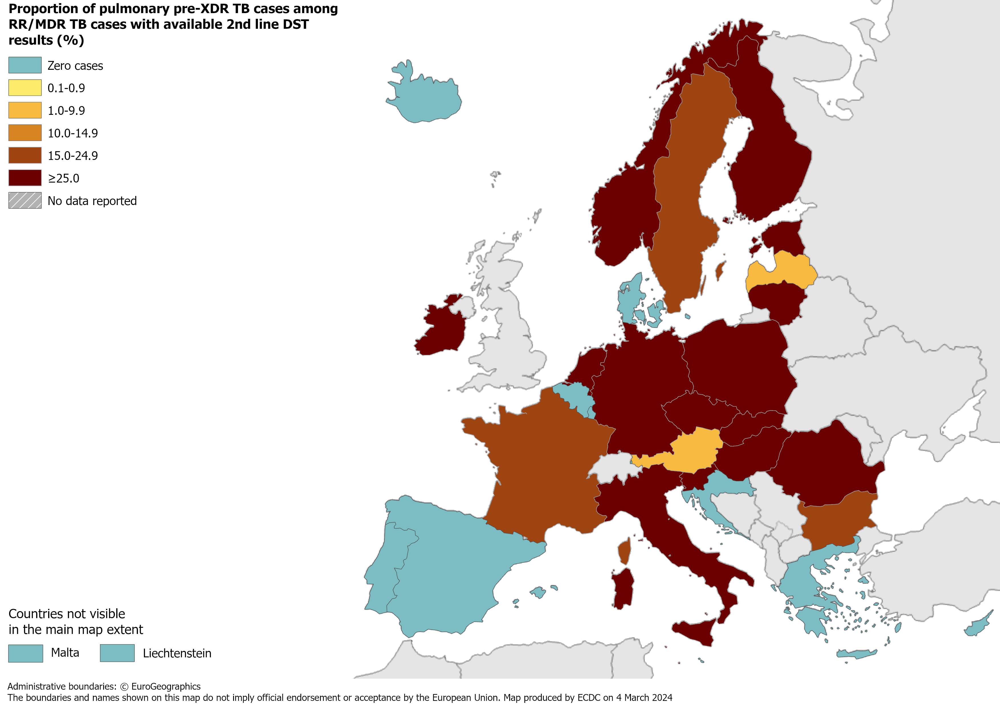 Proportion of pulmonary pre-XDR TB cases among
RR/MDR TB cases with available 2nd line DST
results (%)
Zero cases
0.1-0.9
1.0-9.9
10.0-14.9
15.0-24.9
≥25.0
No data reported
Countries not visible
in the main map extent
Malta
Liechtenstein
Administrative boundaries: © EuroGeographics
The boundaries and names shown on this map do not imply official endorsement or acceptance by the European Union. Map produced by ECDC on 4 March 2024